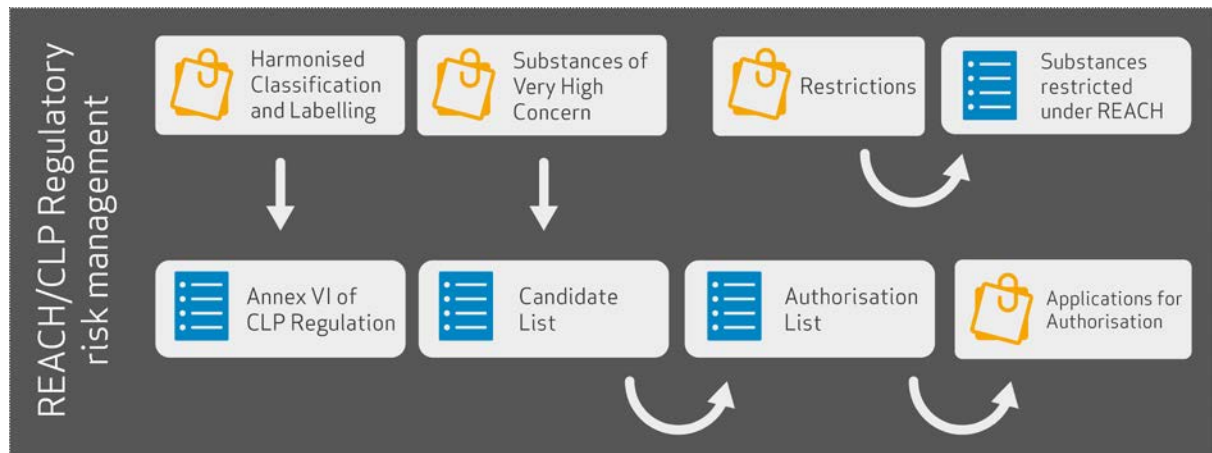 REACH/CLP Regulatory
risk management
Harmonised
Classification
and Labelling
Substances of
Very High
Concern
Restrictions
Substances
restricted
under REACH
Annex VI of
CLP Regulation
Candidate
List
Authorisation
List
Applications for
Authorisation